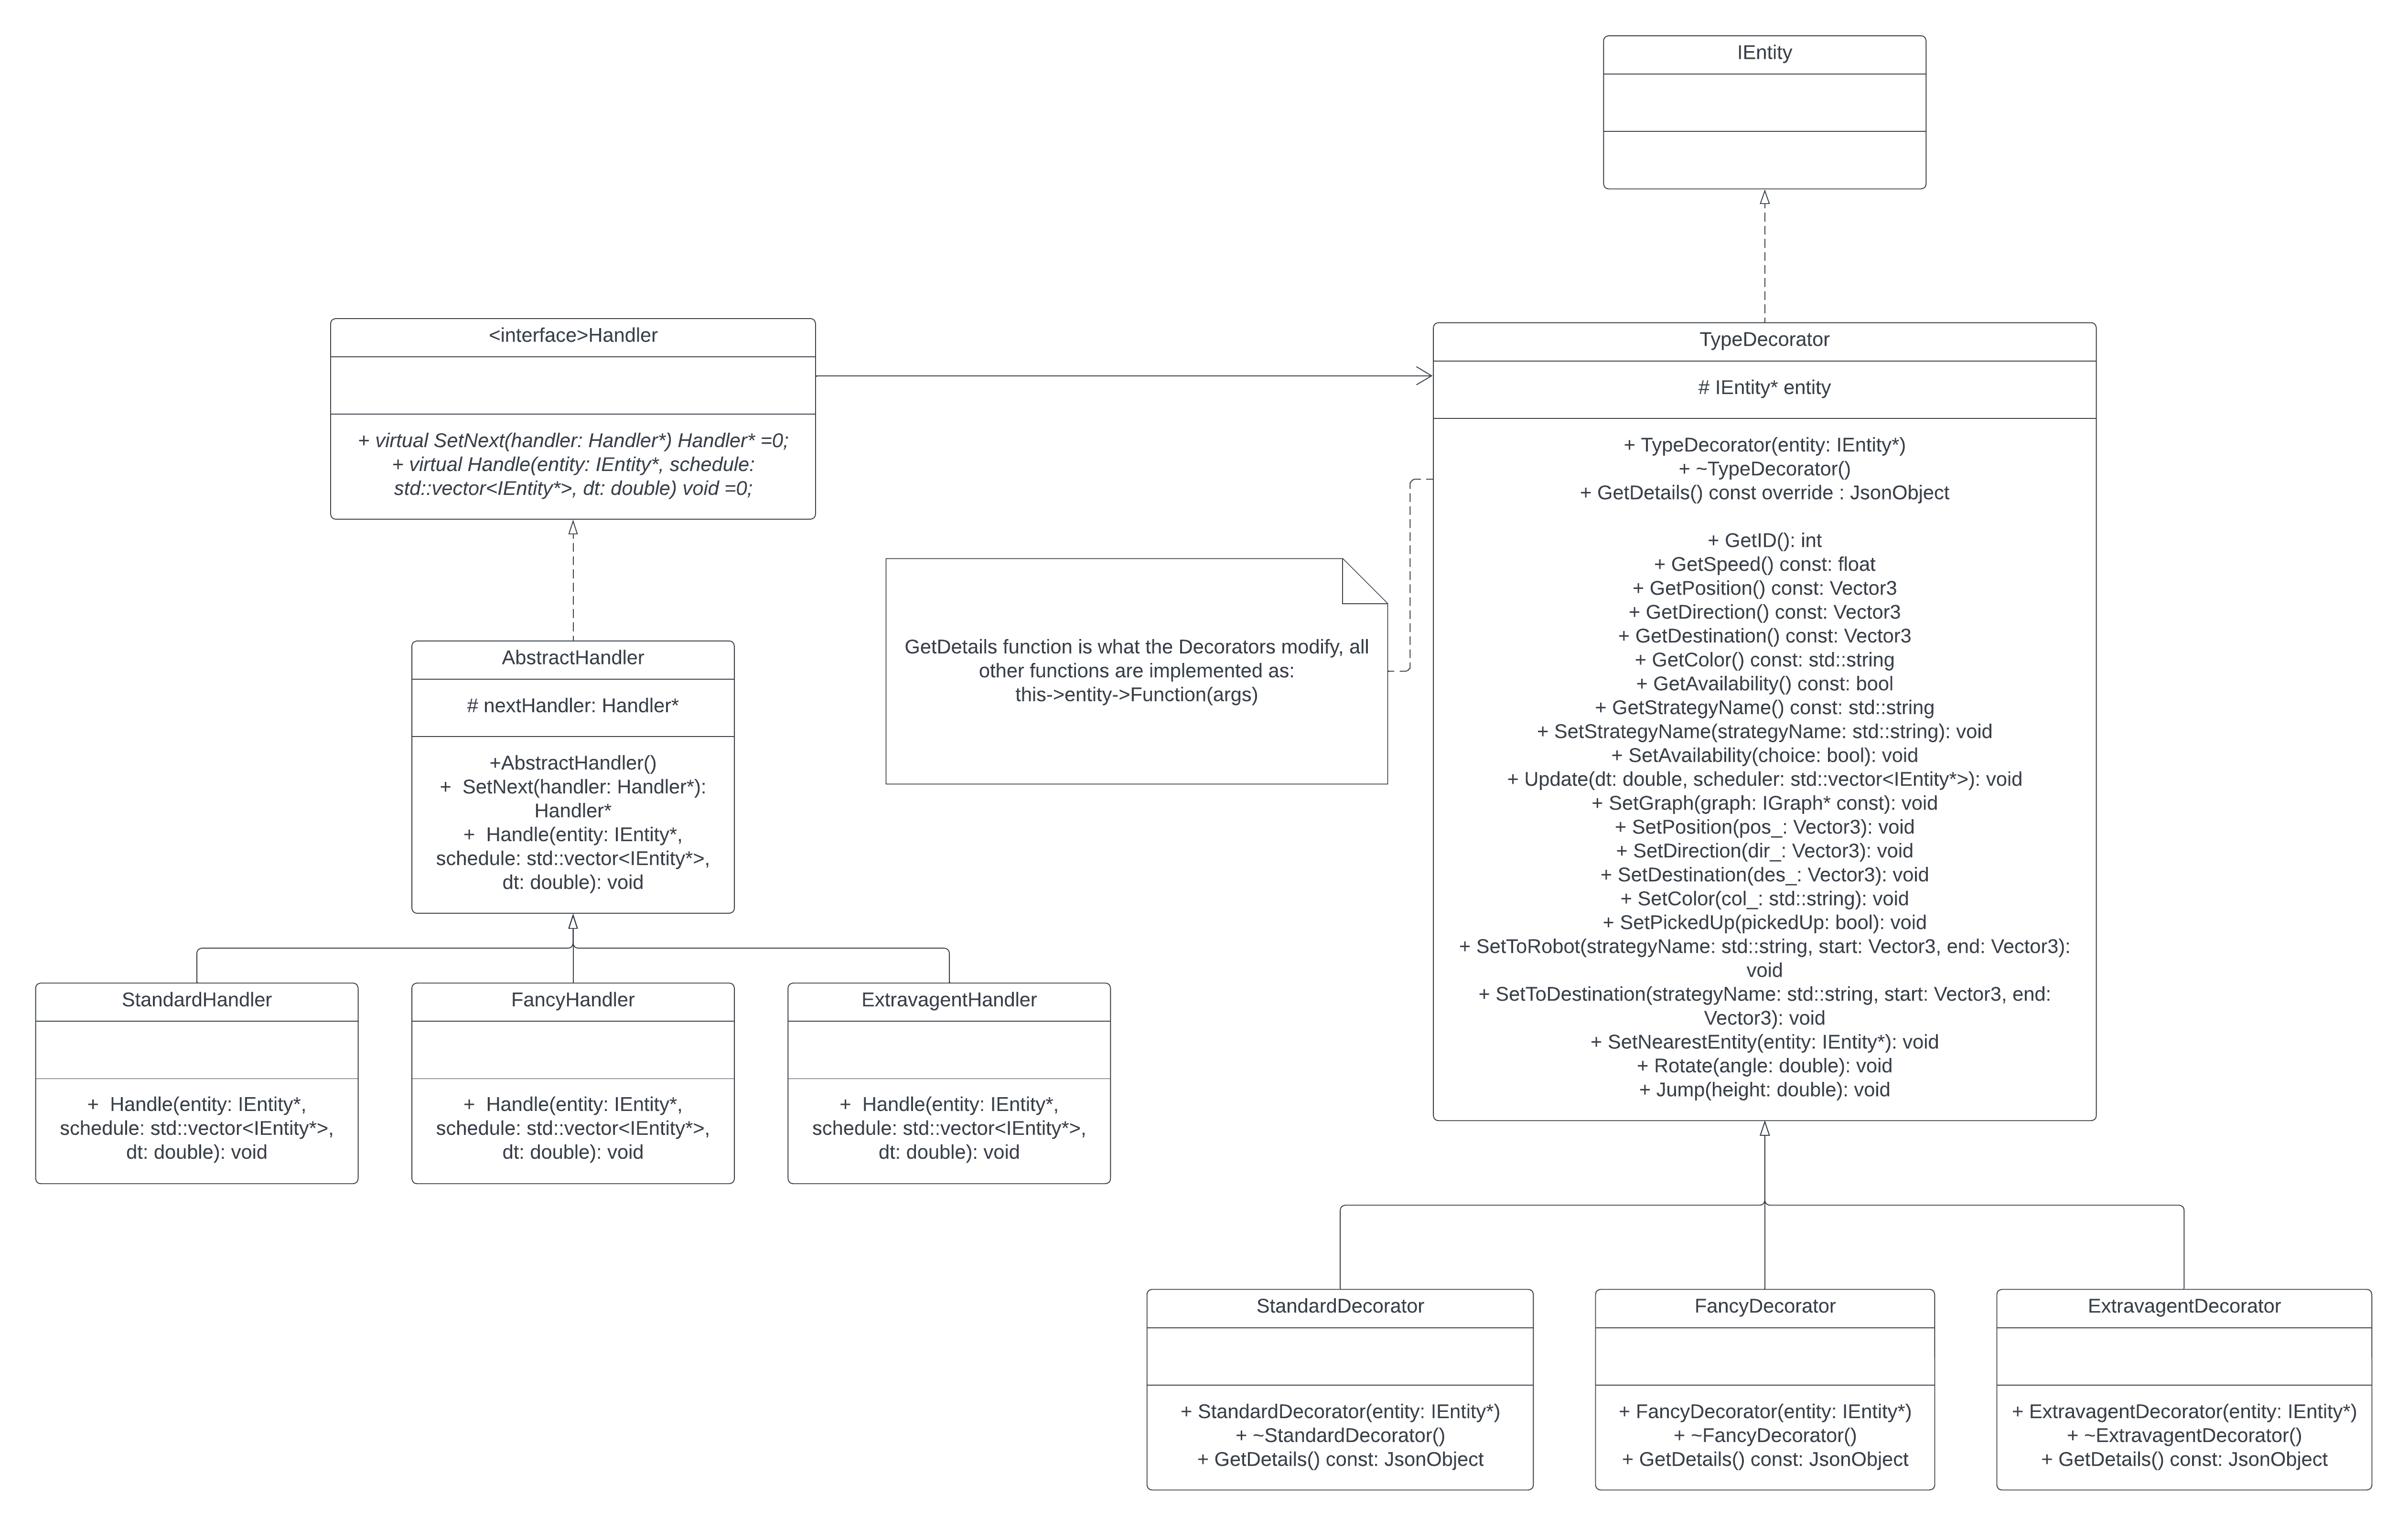 IEntity
<interface>Handler
+ virtual SetNext(handler: Handler*) Handler* =0;
+ virtual Handle(entity: IEntity*, schedule:
std::vector<IEntity*>, dt: double) void =0;
TypeDecorator
# IEntity* entity
+ TypeDecorator(entity: IEntity*)
+ ~TypeDecorator()
+ GetDetails() const override : JsonObject
+ GetID(): int
+ GetSpeed() const: float
+ GetPosition() const: Vector3
+ GetDirection() const: Vector3
+ GetDestination() const: Vector3
+ GetColor() const: std::string
+ GetAvailability() const: bool
+ GetStrategyName() const: std::string
+ SetStrategyName(strategyName: std::string): void
+ SetAvailability(choice: bool): void
+ Update(dt: double, scheduler: std::vector<IEntity*>): void
+ SetGraph(graph: IGraph* const): void
+ SetPosition(pos_: Vector3): void
+ SetDirection(dir_: Vector3): void
+ SetDestination(des_: Vector3): void
+ SetColor(col_: std::string): void
+ SetPickedUp(pickedUp: bool): void
+ SetToRobot(strategyName: std::string, start: Vector3, end: Vector3):
void
+ SetToDestination(strategyName: std::string, start: Vector3, end:
Vector3): void
+ SetNearestEntity(entity: IEntity*): void
+ Rotate(angle: double): void
+ Jump(height: double): void
GetDetails function is what the Decorators modify, all
other functions are implemented as:
this->entity->Function(args)
AbstractHandler
# nextHandler: Handler*
+AbstractHandler()
+  SetNext(handler: Handler*):
Handler*
+  Handle(entity: IEntity*,
schedule: std::vector<IEntity*>,
dt: double): void
StandardHandler
+  Handle(entity: IEntity*,
schedule: std::vector<IEntity*>,
dt: double): void
FancyHandler
+  Handle(entity: IEntity*,
schedule: std::vector<IEntity*>,
dt: double): void
ExtravagentHandler
+  Handle(entity: IEntity*,
schedule: std::vector<IEntity*>,
dt: double): void
StandardDecorator
+ StandardDecorator(entity: IEntity*)
+ ~StandardDecorator()
+ GetDetails() const: JsonObject
FancyDecorator
+ FancyDecorator(entity: IEntity*)
+ ~FancyDecorator()
+ GetDetails() const: JsonObject
ExtravagentDecorator
+ ExtravagentDecorator(entity: IEntity*)
+ ~ExtravagentDecorator()
+ GetDetails() const: JsonObject